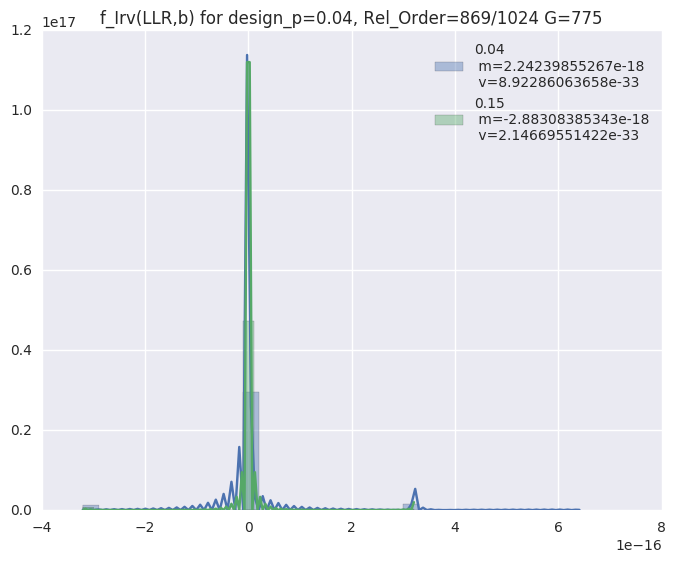 f_Irv(LLR,b) for design_p=0.04, Rel_Order=869/1024 G=775
1e17
1.2
1.0
0.8
0.6
0.4
0.2
0.0
0.04
m=2.24239855267e-18
v=8.92286063658e-33
0.15
m=-2.88308385343e-18
v=2.14669551422e-33
−4
−2
0
2
4
6
8
1e−16